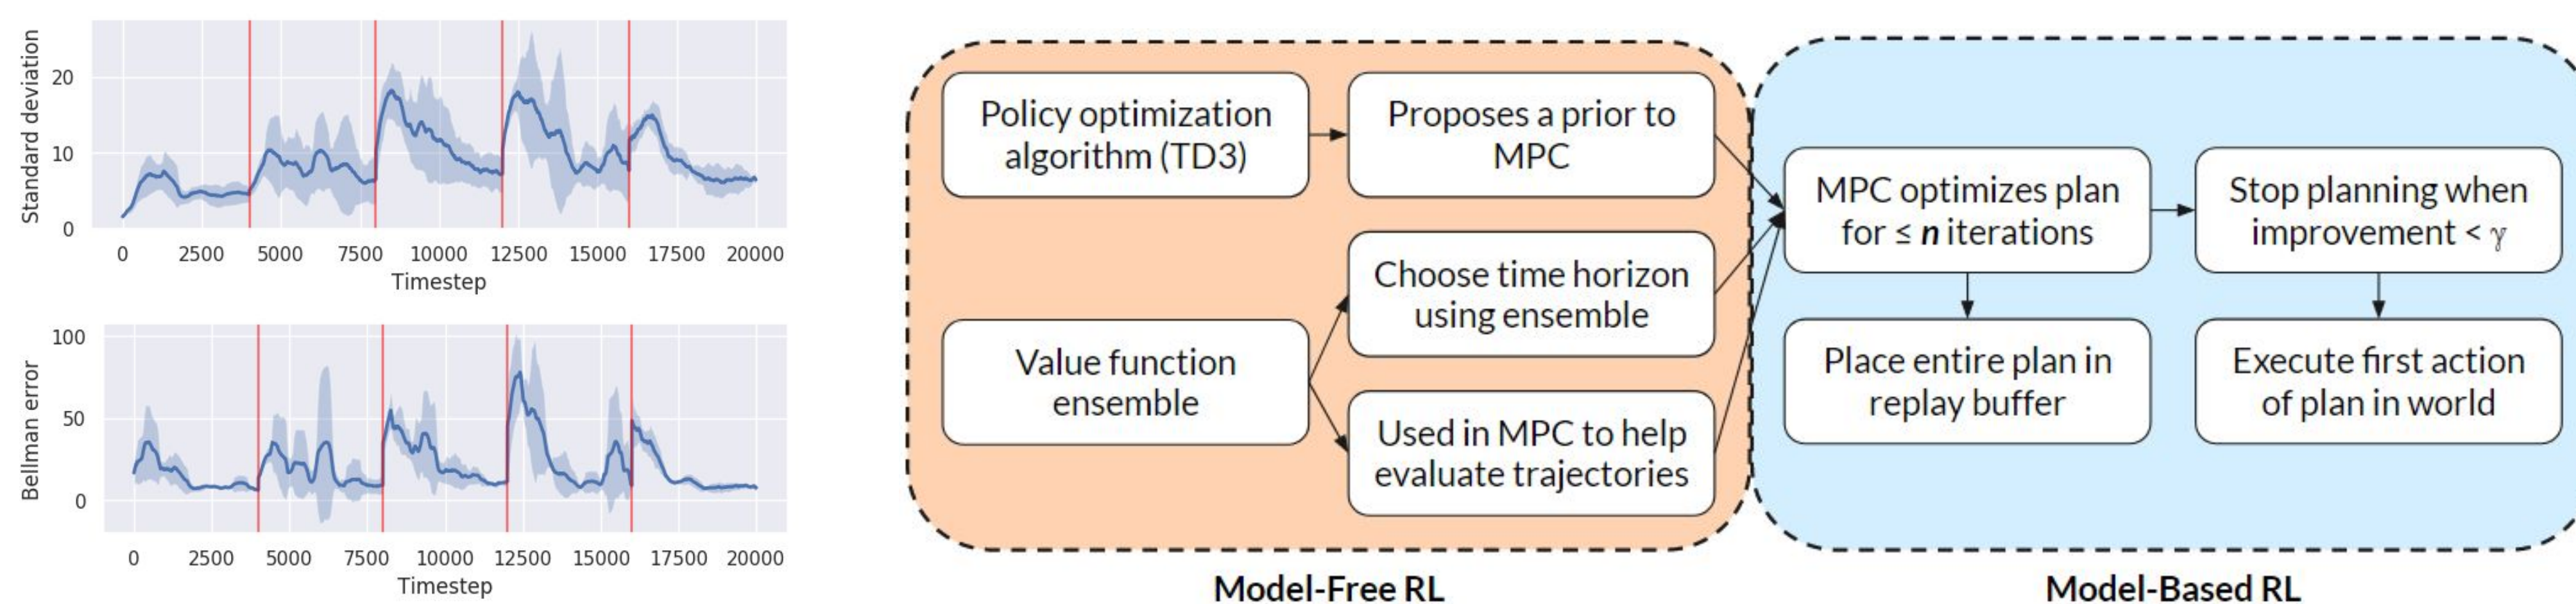 Standard deviation
20
10
0
0 2500 5000 7500 10000 12500 15000 17500 20000
Timestep
Bellman error
100
50
0
0 2500 5000 7500 10000 12500 15000 17500 20000
Timestep
Policy optimization
algorithm (TD3)
Proposes a prior to
MPC
Value function
ensemble
Choose time horizon
using ensemble
Used in MPC to help
evaluate trajectories
Model-Free RL
MPC optimizes plan
for ≤ n iterations
Stop planning when
improvement < γ
Place entire plan in
replay buffer
Execute first action
of plan in world
Model-Based RL